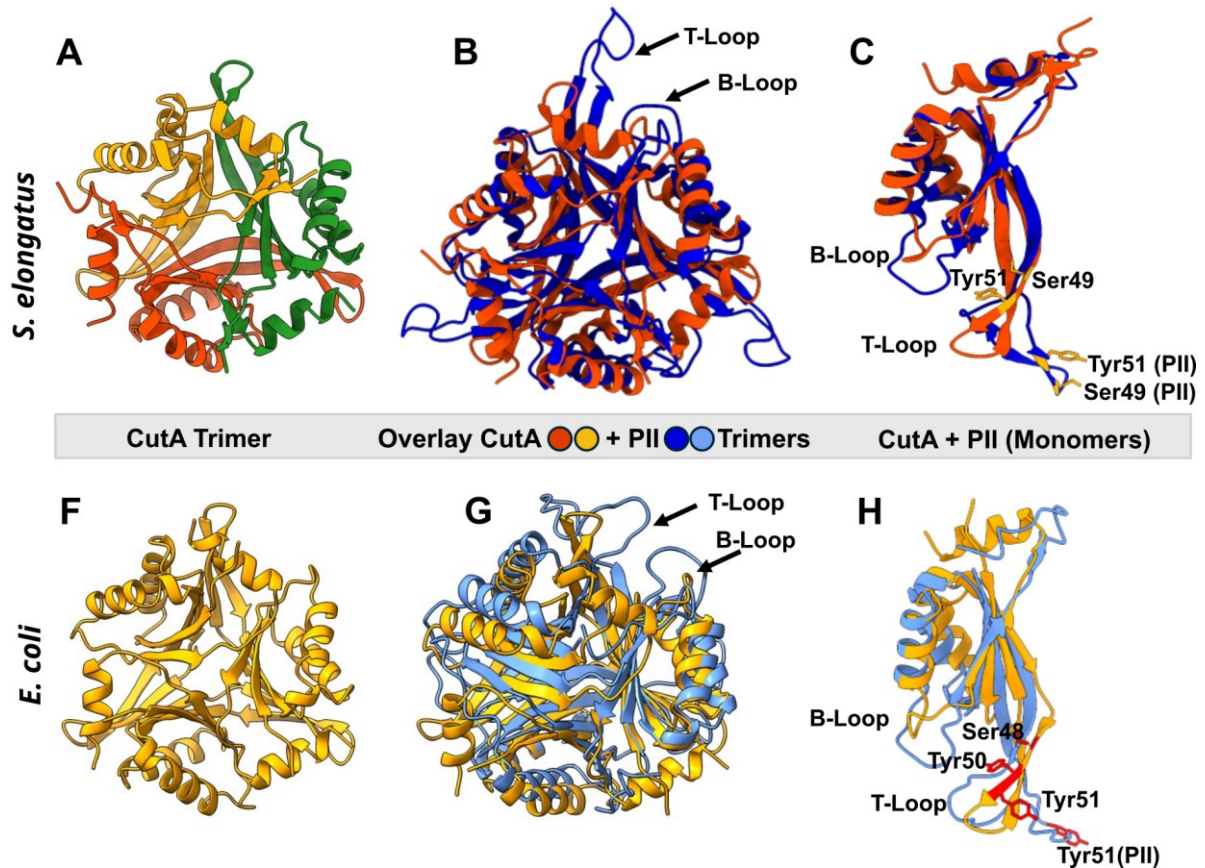 A
B
C
T-Loop
B-Loop
S. elongatus
B-Loop
Tyr51
Ser49
T-Loop
Tyr51 (PII)
Ser49 (PII)
CutA Trimer
Overlay CutA + PII Trimers
CutA + PII (Monomers)
F
G
H
T-Loop
B-Loop
E. coli
B-Loop
Ser48
Tyr50
T-Loop
Tyr51
Tyr51(PII)